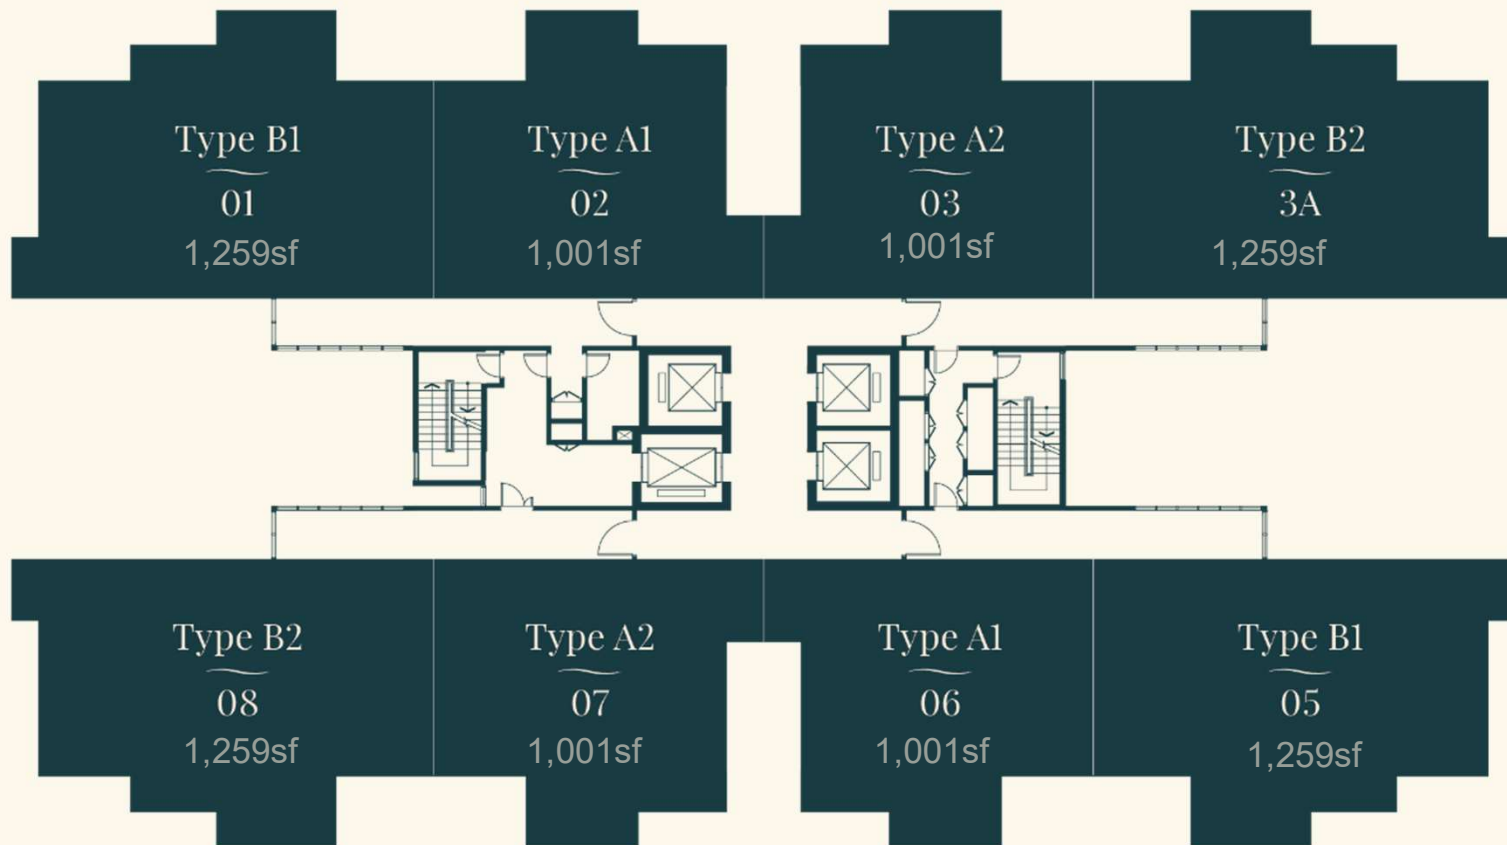 Type B1
01
1,259sf
Type A1
02
1,001sf
Type A2
03
1,001sf
Type B2
3A
1,259sf
Type B2
08
1,259sf
Type A2
07
1,001sf
Type A1
06
1,001sf
Type B1
05
1,259sf